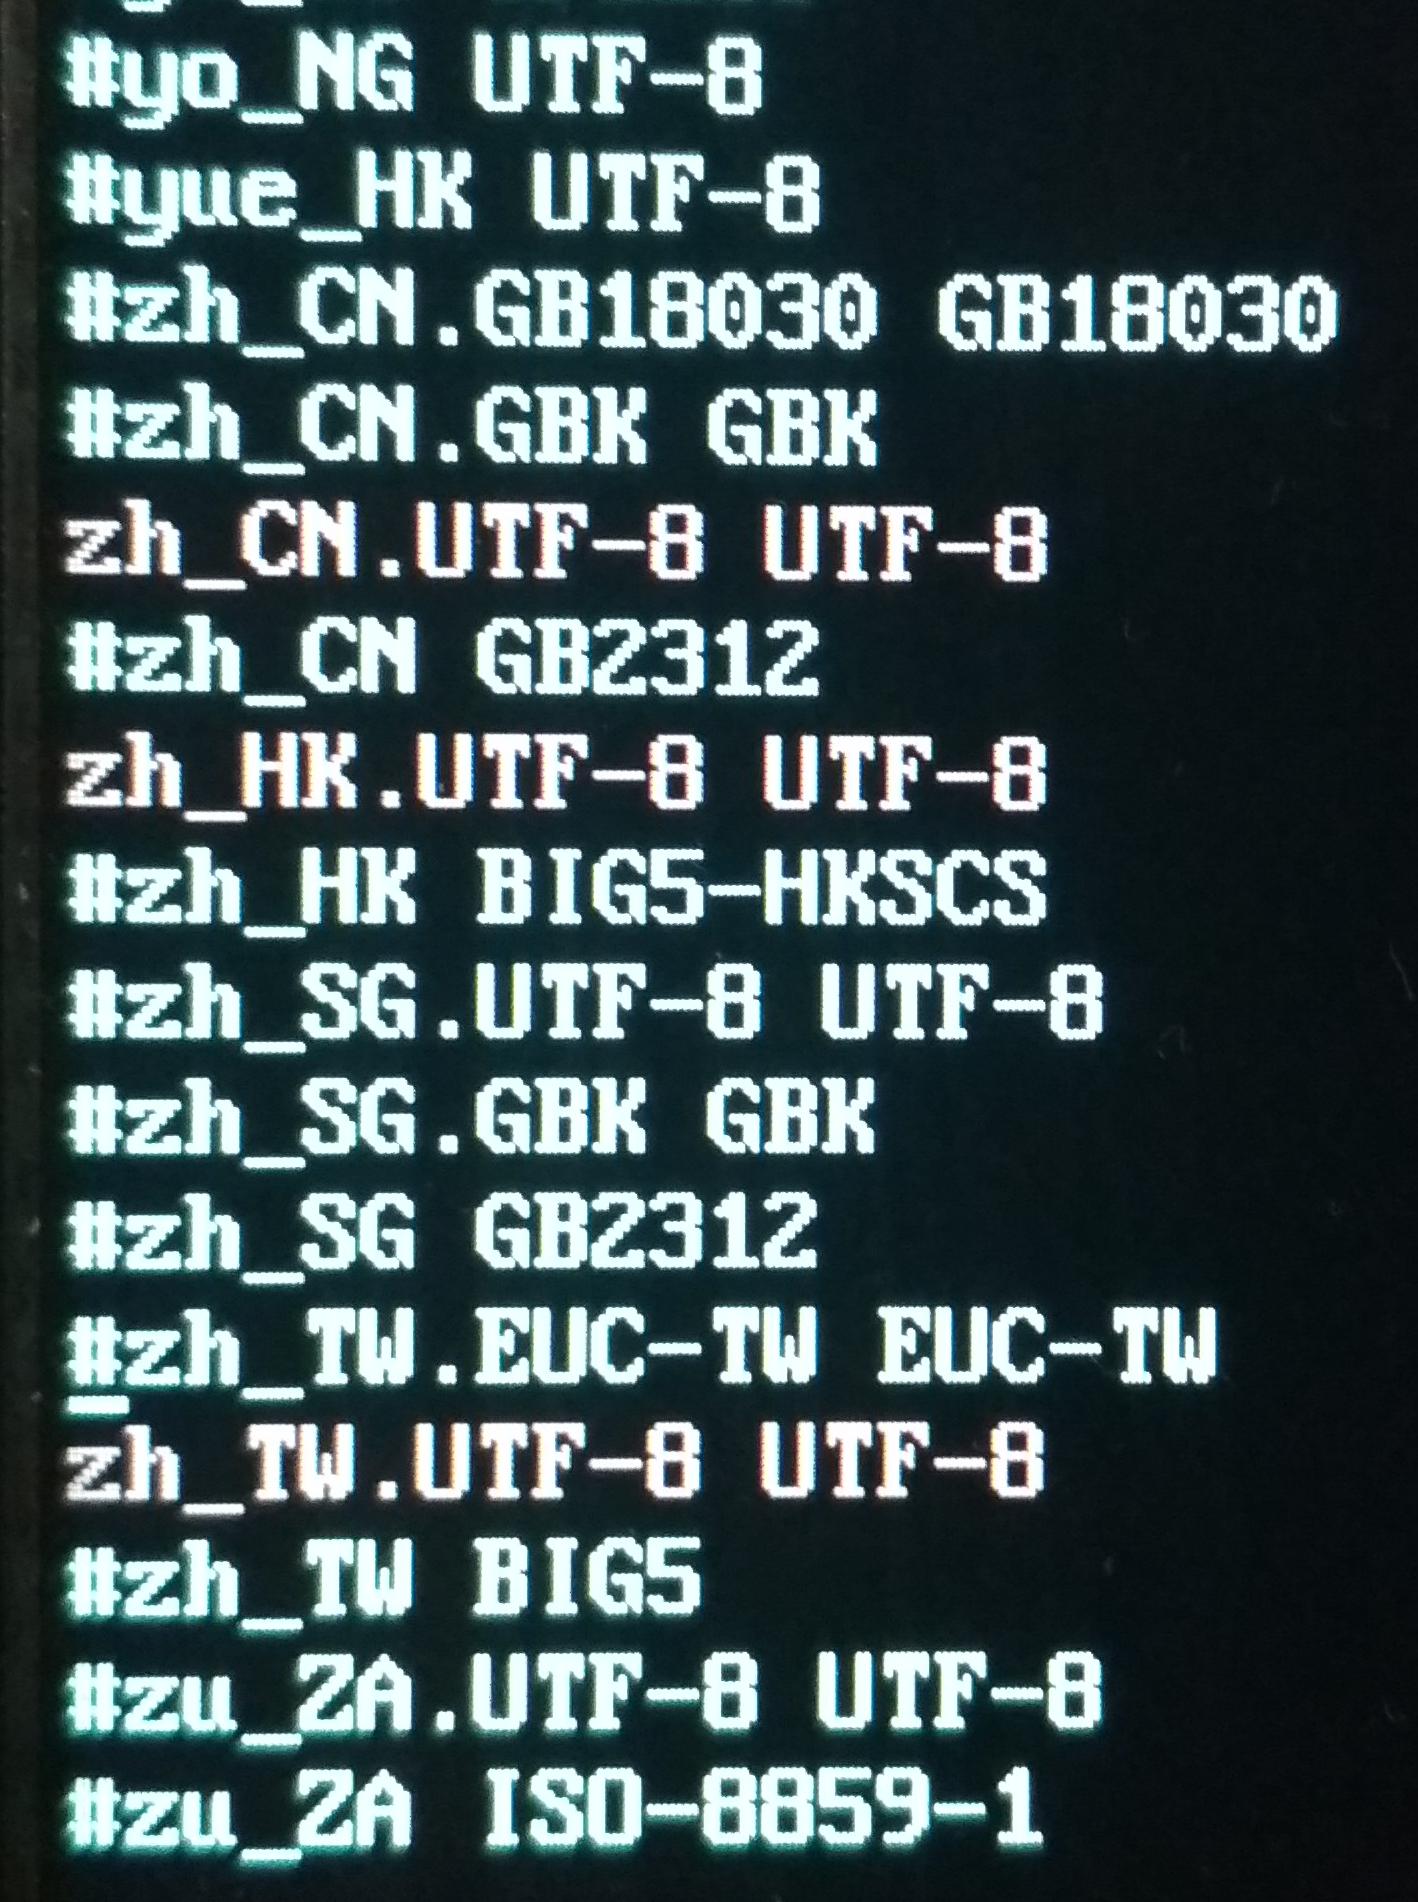 #yo_NG UTF-8
#yue_HK UTF-8
#zh_CN.GB18030 GB18030
#zh_CN.GBK GBK
zh_CN.UTF-8 UTF-8
#zh_CN GB2312
zh_HK.UTF-8 UTF-8
#zh_HK BIG5-HKSCS
#zh_SG.UTF-8 UTF-8
#zh_SG.GBK GBK
#zh_SG GB2312
#zh_TW.EUC-TW EUC-TW
zh_TW.UTF-8 UTF-8
#zh_TW BIG5
#zu_ZA.UTF-8 UTF-8
#zu_ZA ISO-8859-1